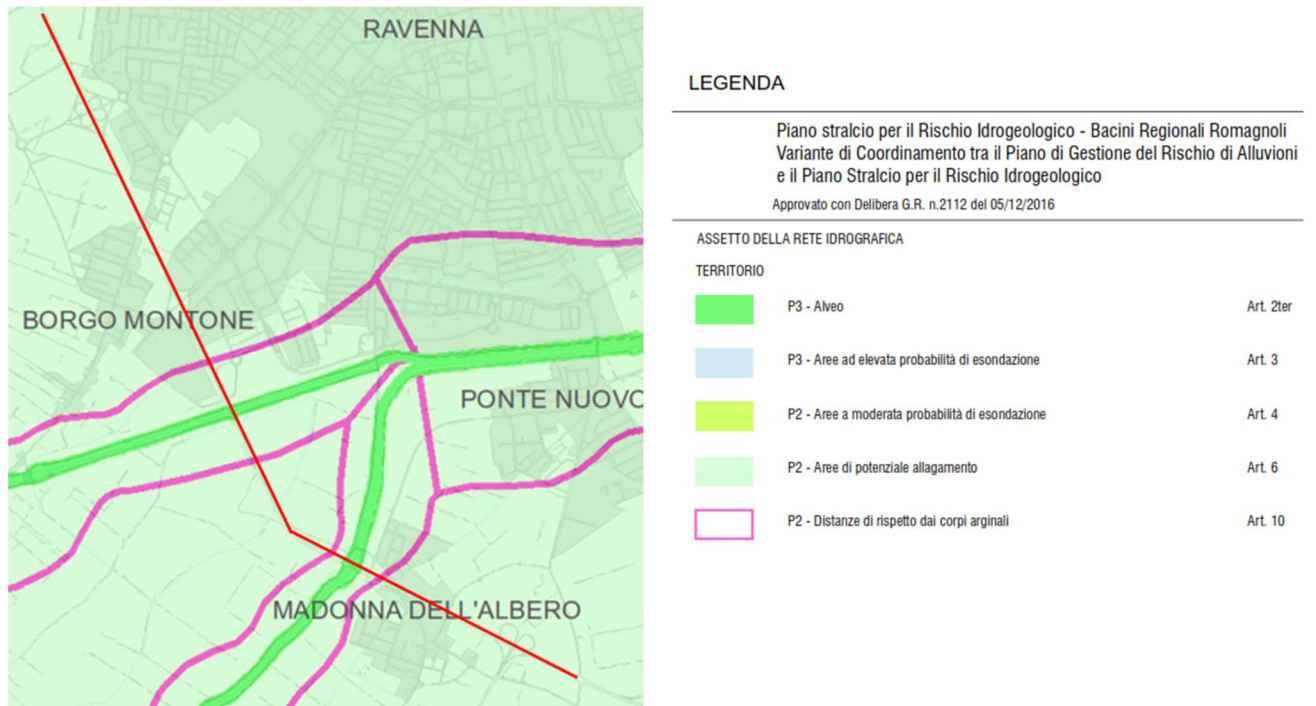 RAVENNA
BORGO MONTONE
PONTE NUOVO
MADONNA DELL'ALBERO
LEGENDA
Piano stralcio per il Rischio Idrogeologico - Bacini Regionali Romagnoli
Variante di Coordinamento tra il Piano di Gestione del Rischio di Alluvioni
e il Piano Stralcio per il Rischio Idrogeologico
Approvato con Delibera G.R. n.2112 del 05/12/2016
ASSETTO DELLA RETE IDROGRAFICA
TERRITORIO
P3 - Alveo Art. 2ter
P3 - Aree ad elevata probabilità di esondazione Art. 3
P2 - Aree a moderata probabilità di esondazione Art. 4
P2 - Aree di potenziale allagamento Art. 6
P2 - Distanze di rispetto dai corpi arginali Art. 10